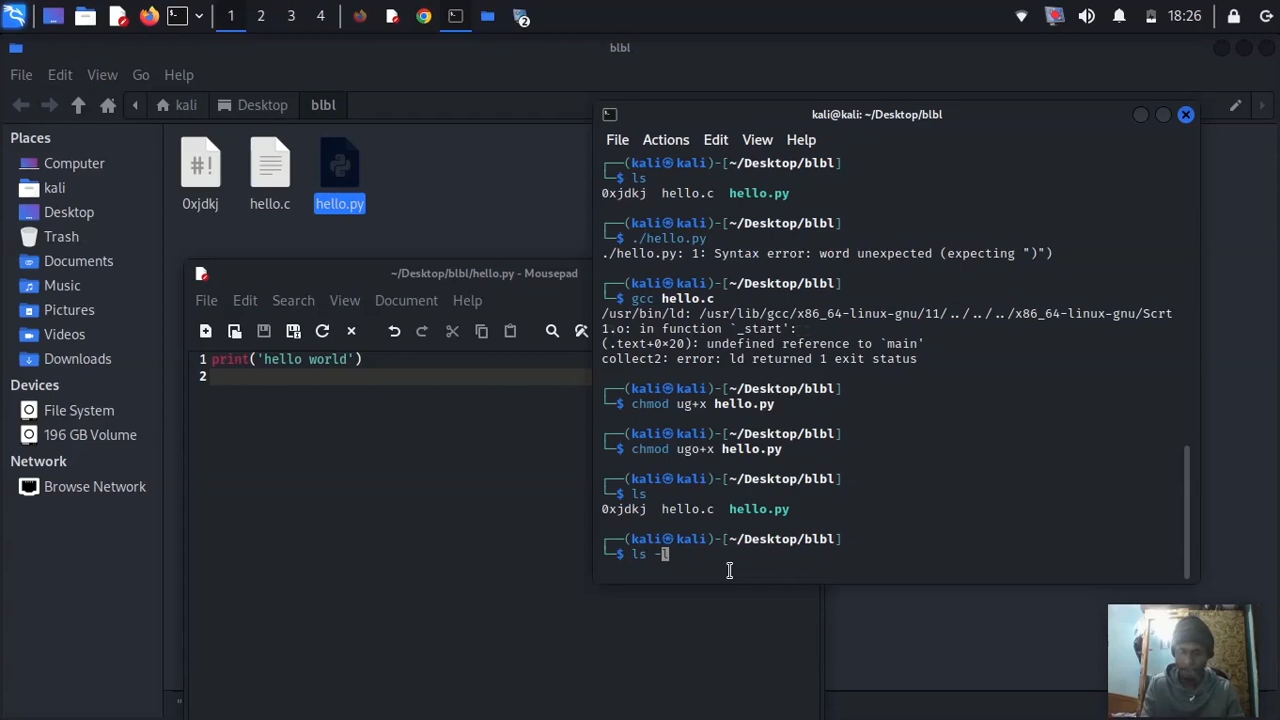 1
2
3
4
2
18:26
blbl
File Edit View Go Help
kali Desktop blbl
Places
Computer
kali
Desktop
Trash
Documents
Music
Pictures
Videos
Downloads
Devices
File System
196 GB Volume
Network
Browse Network
#!
0xjdkj hello.c hello.py
~/Desktop/blbl/hello.py - Mousepad
File Edit Search View Document Help
1 print('hello world')
2
kali@kali: ~/Desktop/blbl
File Actions Edit View Help
┌──(kali㉿kali)-[~/Desktop/blbl]
└─$ ls
0xjdkj hello.c hello.py
┌──(kali㉿kali)-[~/Desktop/blbl]
└─$ ./hello.py
./hello.py: 1: Syntax error: word unexpected (expecting ")")
┌──(kali㉿kali)-[~/Desktop/blbl]
└─$ gcc hello.c
/usr/bin/ld: /usr/lib/gcc/x86_64-linux-gnu/11/../../../x86_64-linux-gnu/Scrt
1.o: in function `_start':
(.text+0×20): undefined reference to `main'
collect2: error: ld returned 1 exit status
┌──(kali㉿kali)-[~/Desktop/blbl]
└─$ chmod ug+x hello.py
┌──(kali㉿kali)-[~/Desktop/blbl]
└─$ chmod ugo+x hello.py
┌──(kali㉿kali)-[~/Desktop/blbl]
└─$ ls
0xjdkj hello.c hello.py
┌──(kali㉿kali)-[~/Desktop/blbl]
└─$ ls -l